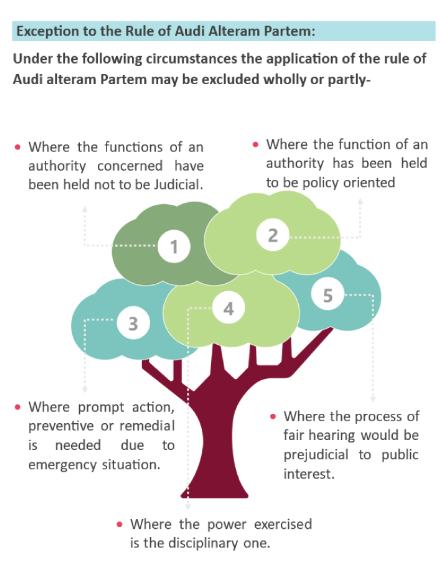 Exception to the Rule of Audi Alteram Partem:
Under the following circumstances the application of the rule of
Audi alteram Partem may be excluded wholly or partly-
• Where the functions of an
authority concerned have
been held not to be Judicial.
• Where the function of an
authority has been held
to be policy oriented
1
2
3
4
5
• Where prompt action,
preventive or remedial
is needed due to
emergency situation.
• Where the process of
fair hearing would be
prejudicial to public
interest.
• Where the power exercised
is the disciplinary one.